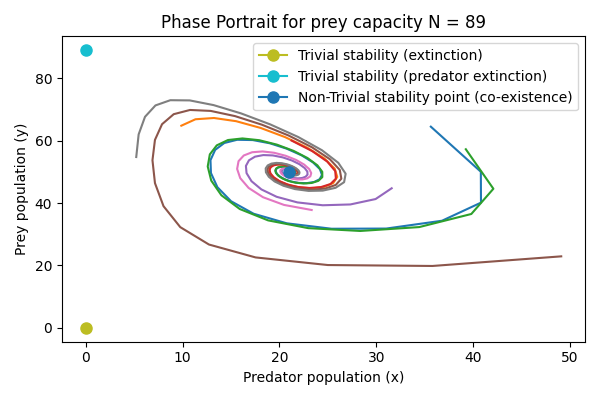 Phase Portrait for prey capacity N = 89
Trivial stability (extinction)
Trivial stability (predator extinction)
Non-Trivial stability point (co-existence)
Prey population (y)
80
60
40
20
0
0 10 20 30 40 50
Predator population (x)